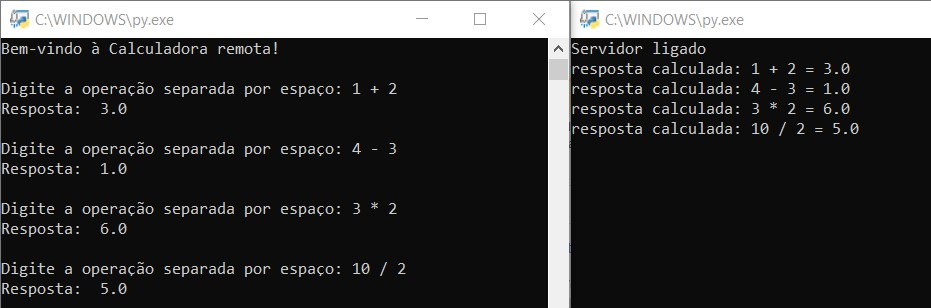 C:\WINDOWS\py.exe
Bem-vindo à Calculadora remota!
Digite a operação separada por espaço: 1 + 2
Resposta:  3.0
Digite a operação separada por espaço: 4 - 3
Resposta:  1.0
Digite a operação separada por espaço: 3 * 2
Resposta:  6.0
Digite a operação separada por espaço: 10 / 2
Resposta:  5.0
C:\WINDOWS\py.exe
Servidor ligado
resposta calculada: 1 + 2 = 3.0
resposta calculada: 4 - 3 = 1.0
resposta calculada: 3 * 2 = 6.0
resposta calculada: 10 / 2 = 5.0